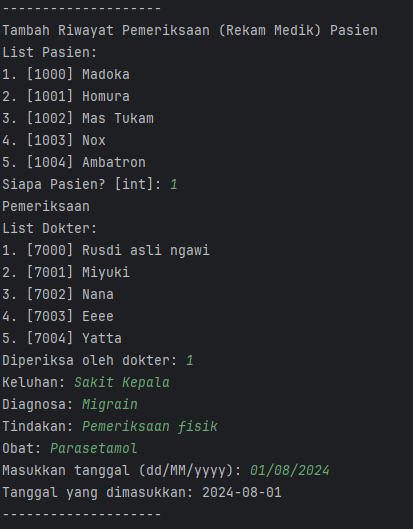 --------------------
Tambah Riwayat Pemeriksaan (Rekam Medik) Pasien
List Pasien:
1. [1000] Madoka
2. [1001] Homura
3. [1002] Mas Tukam
4. [1003] Nox
5. [1004] Ambatron
Siapa Pasien? [int]: 1
Pemeriksaan
List Dokter:
1. [7000] Rusdi asli ngawi
2. [7001] Miyuki
3. [7002] Nana
4. [7003] Eeee
5. [7004] Yatta
Diperiksa oleh dokter: 1
Keluhan: Sakit Kepala
Diagnosa: Migrain
Tindakan: Pemeriksaan fisik
Obat: Parasetamol
Masukkan tanggal (dd/MM/yyyy): 01/08/2024
Tanggal yang dimasukkan: 2024-08-01
--------------------